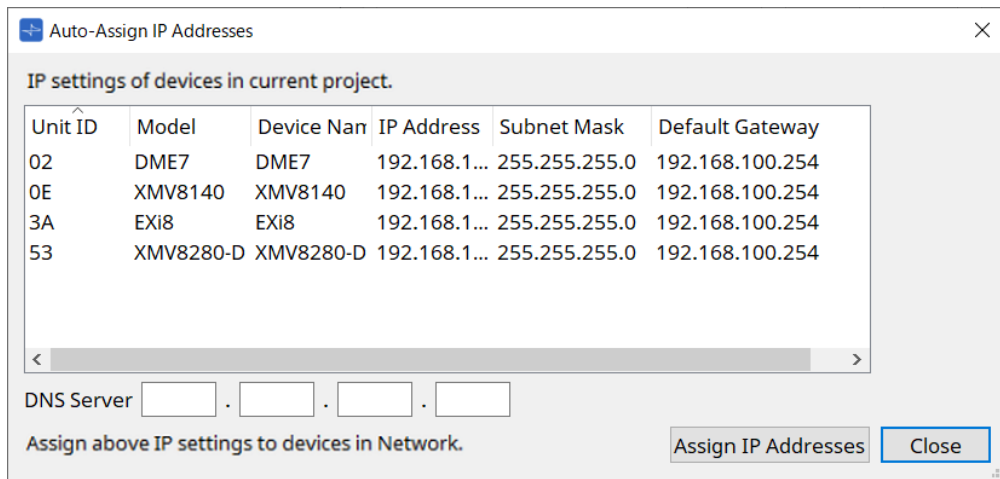 Auto-Assign IP Addresses
IP settings of devices in current project.
Unit ID Model Device Nam IP Address Subnet Mask Default Gateway
02 DME7 DME7 192.168.1... 255.255.255.0 192.168.100.254
0E XMV8140 XMV8140 192.168.1... 255.255.255.0 192.168.100.254
3A EXi8 EXi8 192.168.1... 255.255.255.0 192.168.100.254
53 XMV8280-D XMV8280-D 192.168.1... 255.255.255.0 192.168.100.254
DNS Server . . .
Assign above IP settings to devices in Network. Assign IP Addresses Close